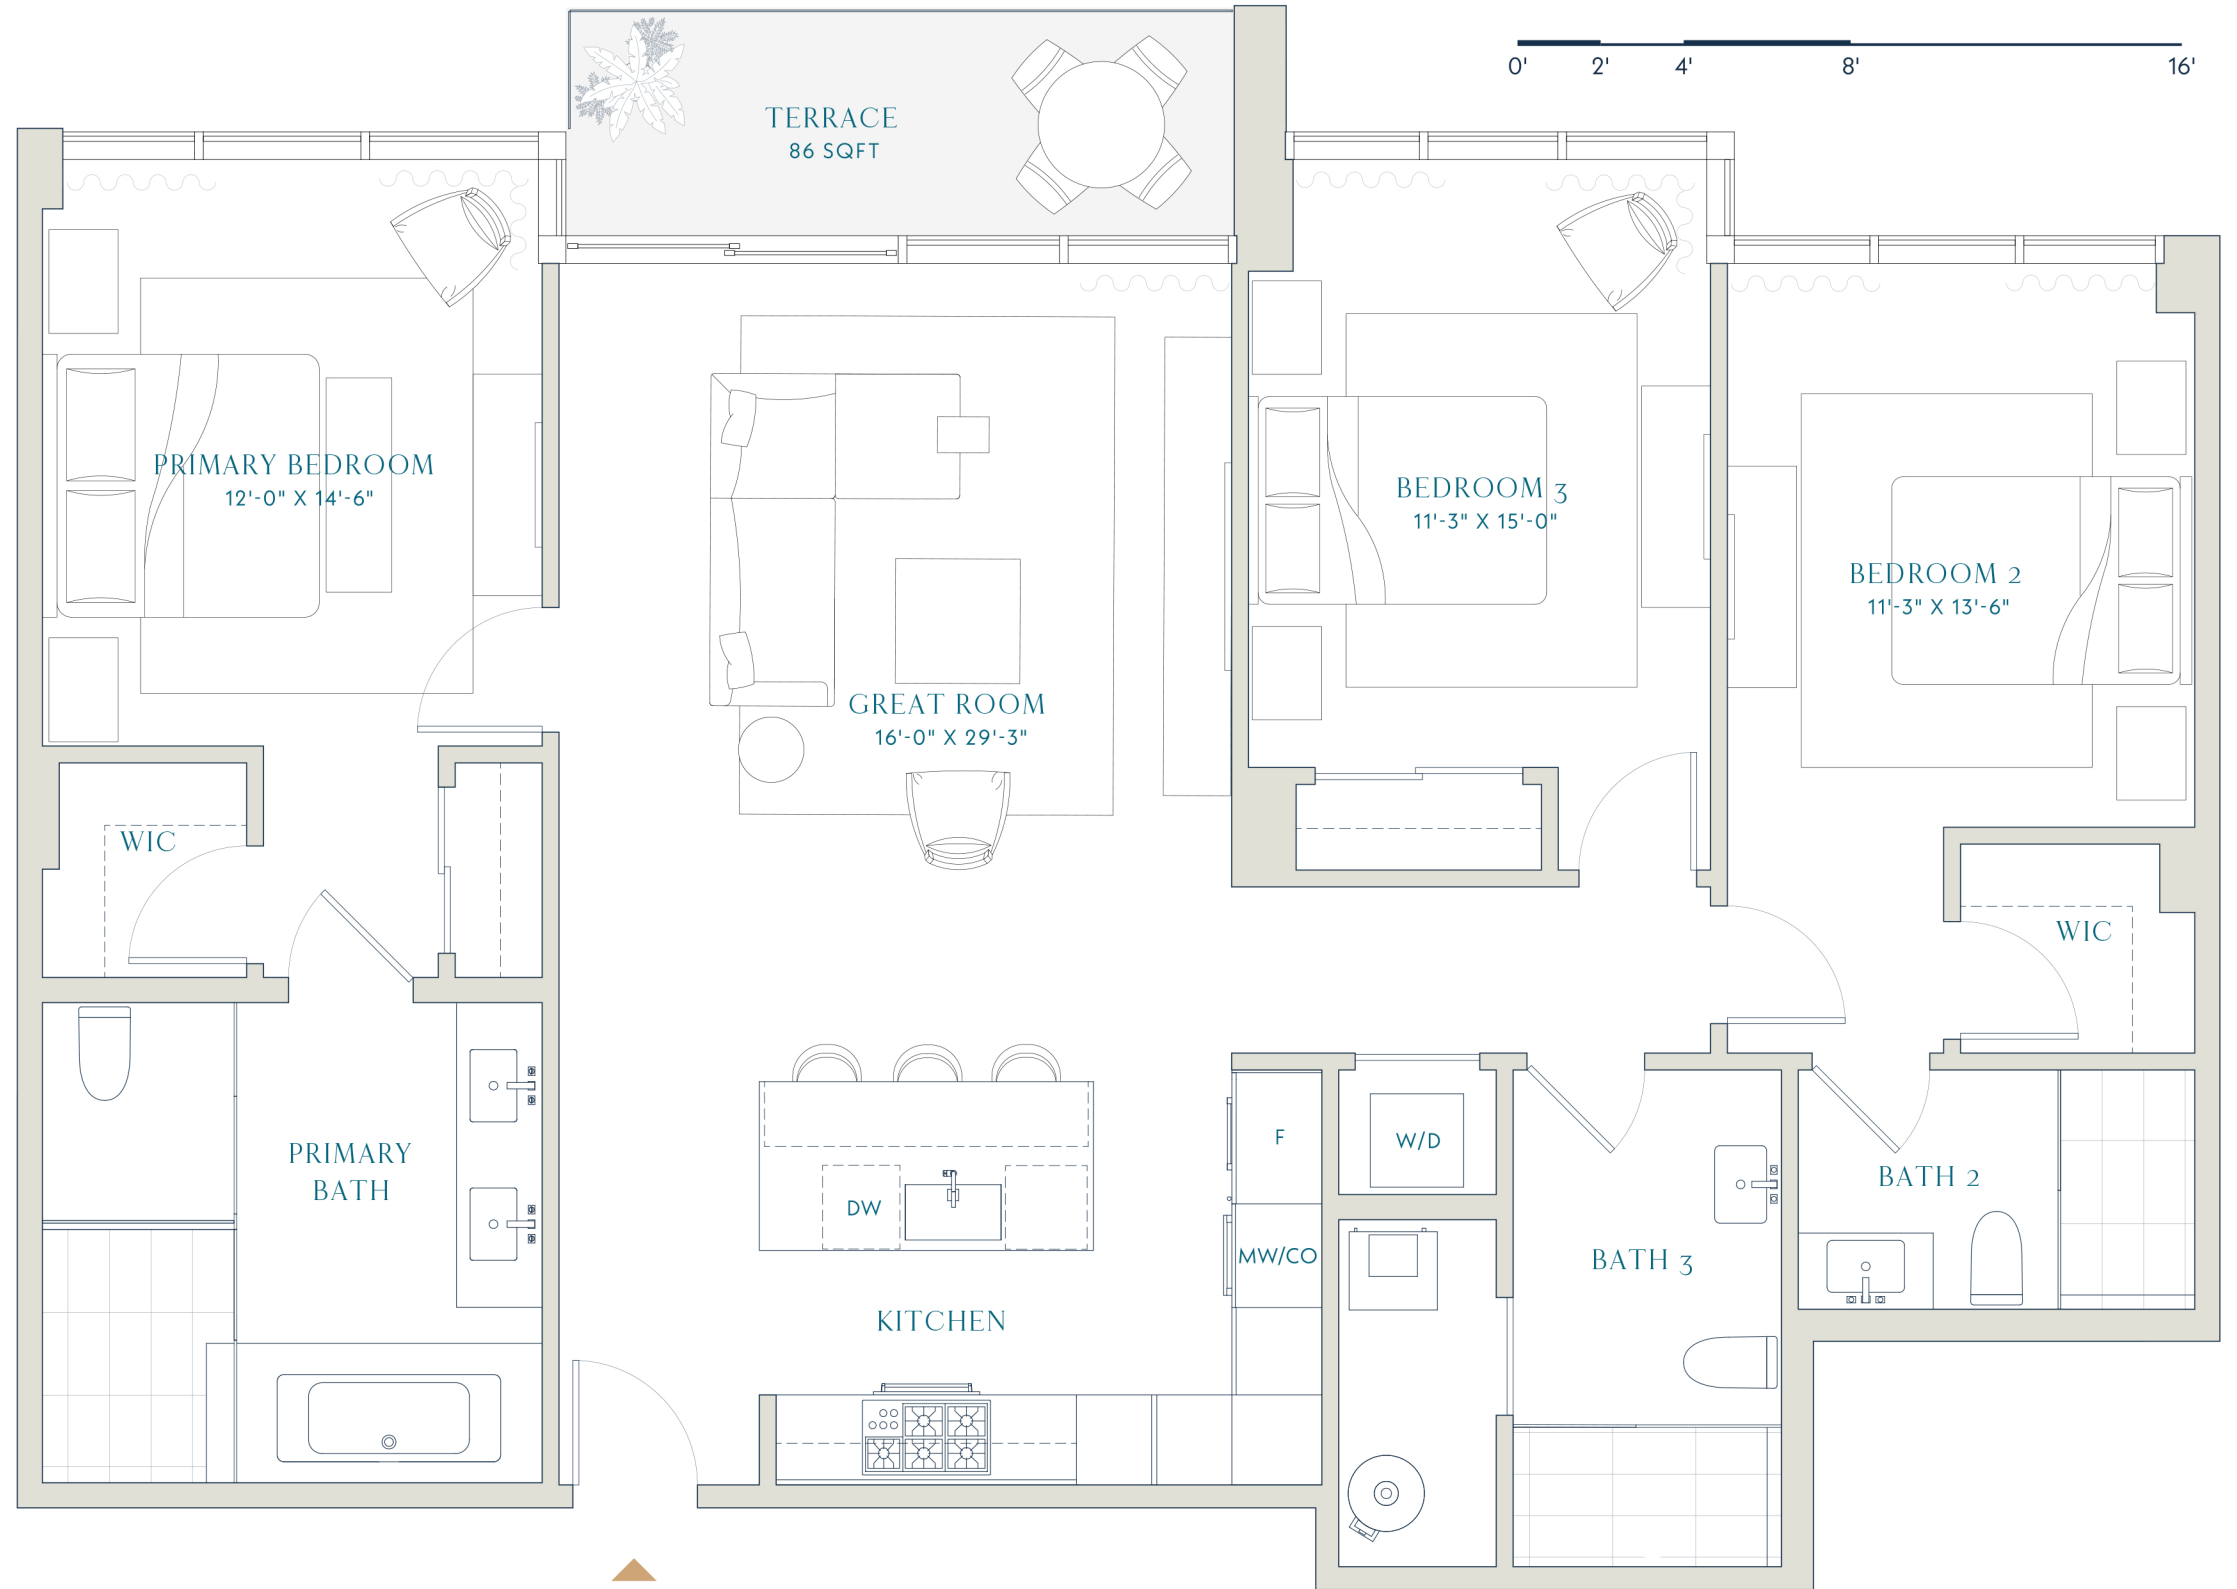 0' 2' 4' 8' 16'
TERRACE
86 SQFT
PRIMARY BEDROOM
12'-0" X 14'-6"
BEDROOM 3
11'-3" X 15'-0"
BEDROOM 2
11'-3" X 13'-6"
GREAT ROOM
16'-0" X 29'-3"
WIC
WIC
PRIMARY
BATH
F
W/D
DW
MW/CO
BATH 2
BATH 3
KITCHEN